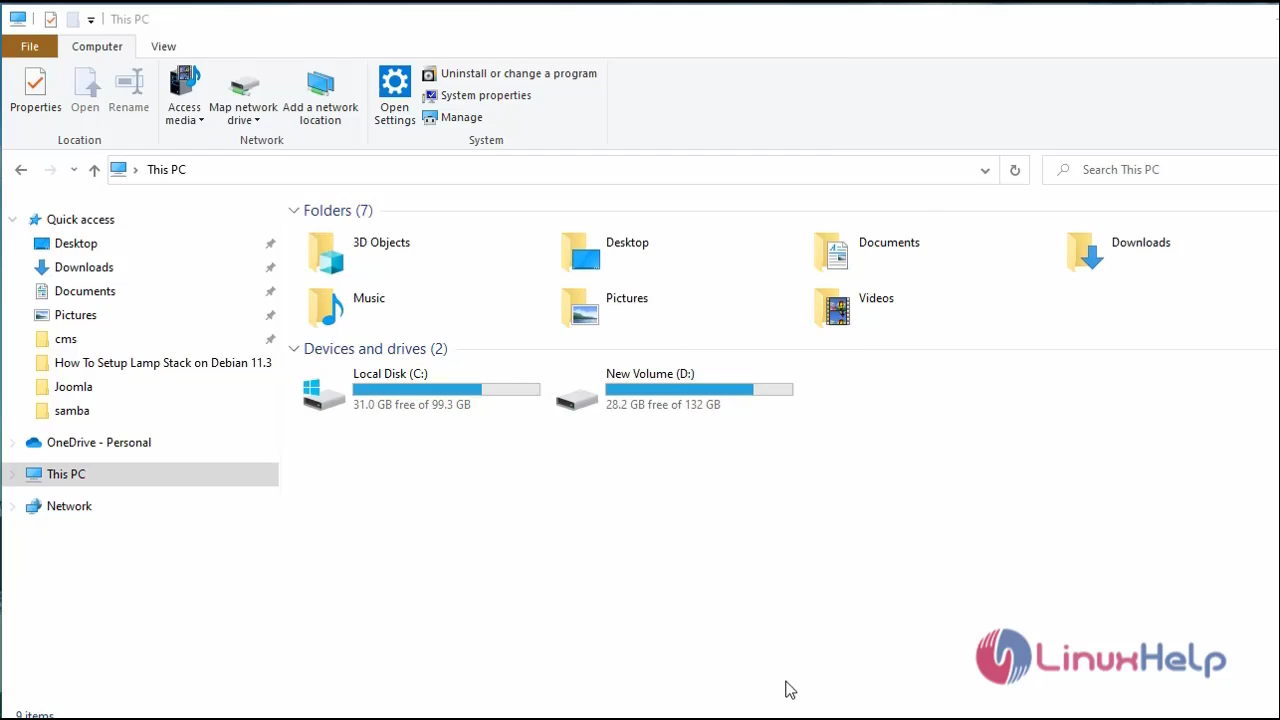 This PC
File
Computer
View
Properties
Open
Rename
Access
media
Map network
drive
Add a network
location
Open
Settings
Uninstall or change a program
System properties
Manage
Location
Network
System
This PC
Search This PC
Quick access
Desktop
Downloads
Documents
Pictures
cms
How To Setup Lamp Stack on Debian 11.3
Joomla
samba
OneDrive - Personal
This PC
Network
Folders (7)
3D Objects
Desktop
Documents
Downloads
Music
Pictures
Videos
Devices and drives (2)
Local Disk (C:)
31.0 GB free of 99.3 GB
New Volume (D:)
28.2 GB free of 132 GB
LinuxHelp
9 items